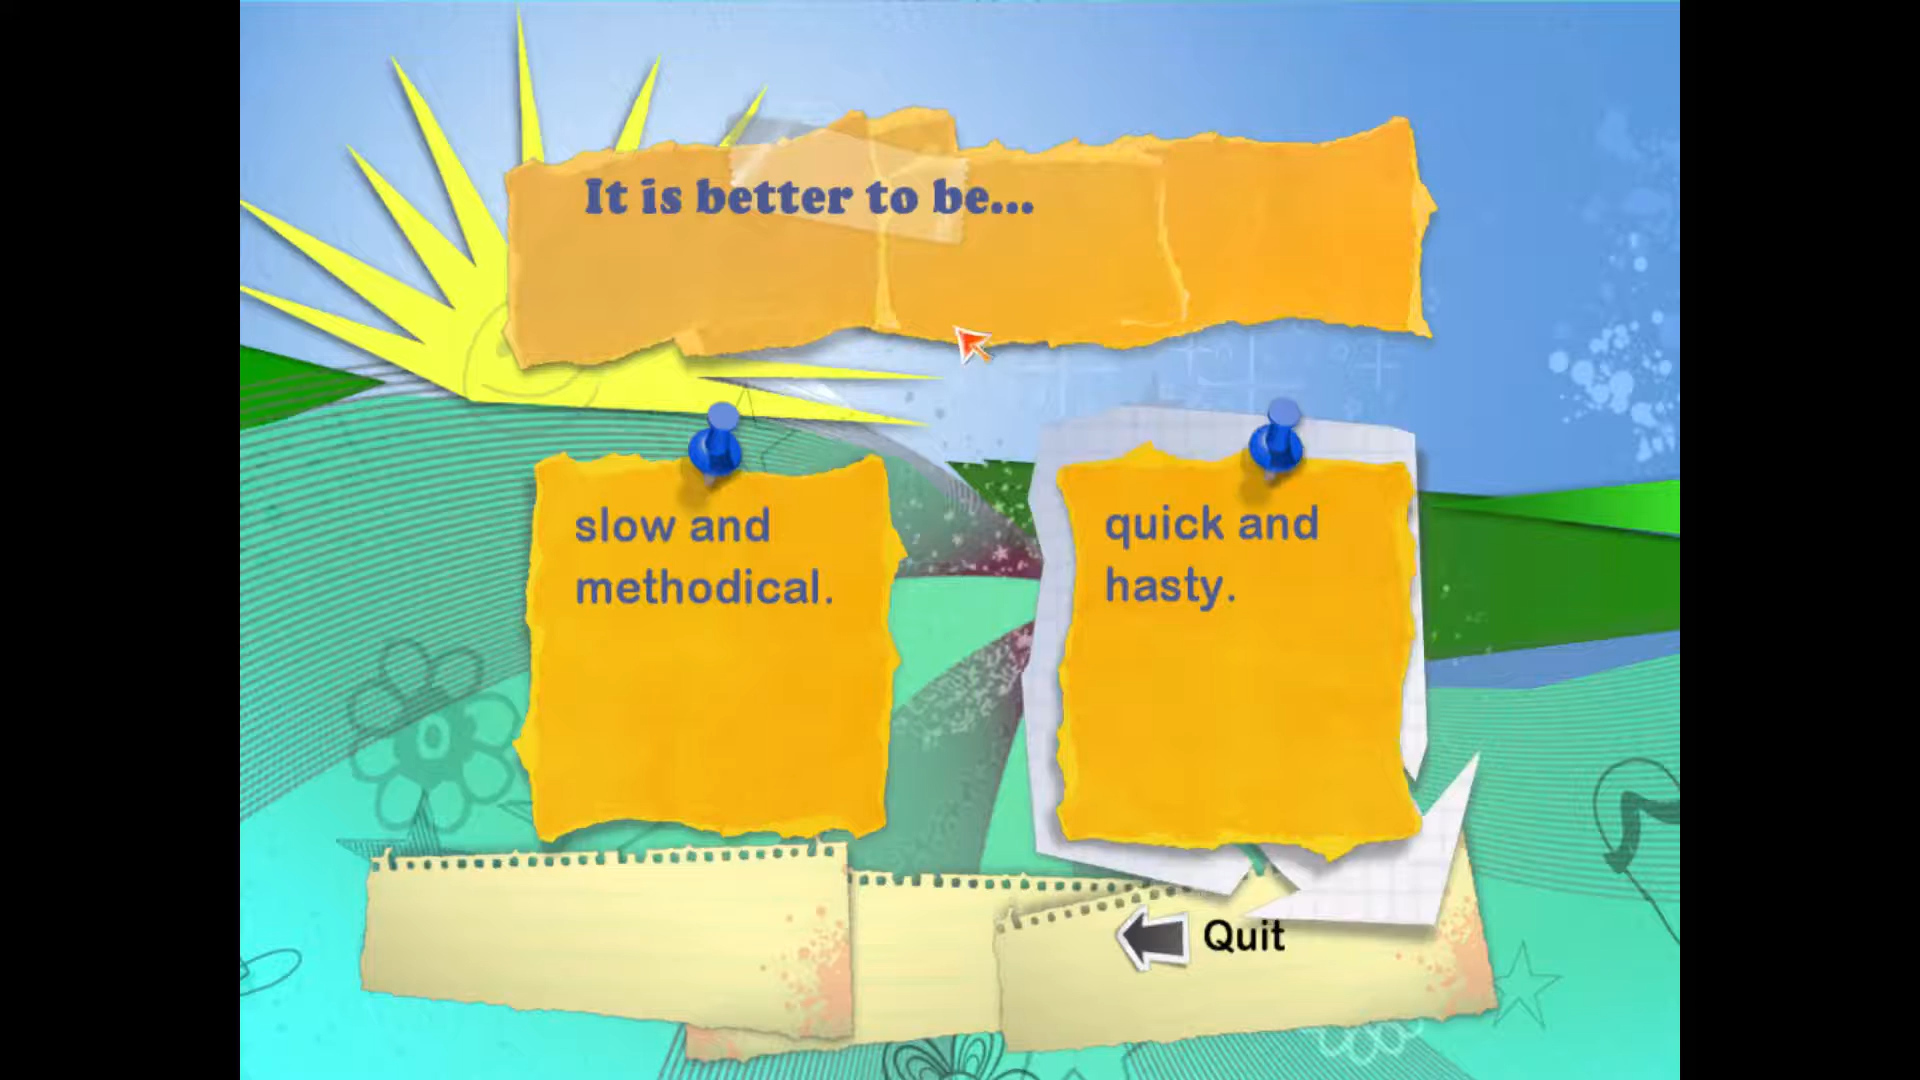 It is better to be...
slow and
methodical.
quick and
hasty.
Quit